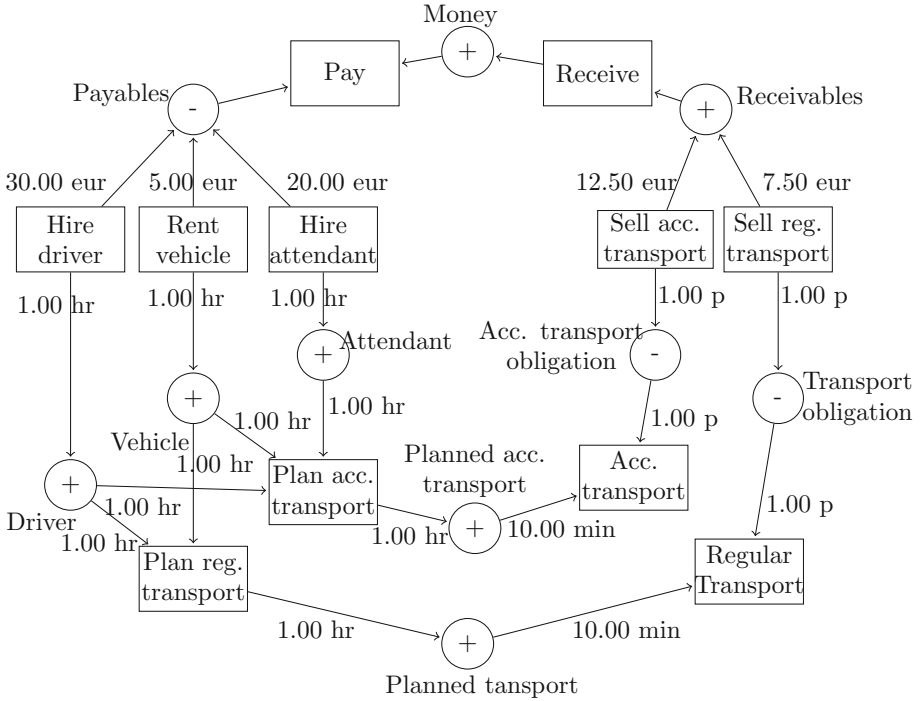 Money
+
Pay
Receive
Payables
-
+
Receivables
30.00 eur
5.00 eur
20.00 eur
12.50 eur
7.50 eur
Hire
driver
Rent
vehicle
Hire
attendant
Sell acc.
transport
Sell reg.
transport
1.00 hr
1.00 hr
1.00 hr
1.00 p
1.00 p
+
Attendant
Acc. transport
obligation
-
+
Vehicle
1.00 hr
1.00 hr
1.00 hr
1.00 p
-
Transport
obligation
+
Driver
1.00 hr
1.00 hr
Plan acc.
transport
Planned acc.
transport
1.00 hr
+
10.00 min
Acc.
transport
1.00 p
Plan reg.
transport
Regular
Transport
1.00 hr
+
10.00 min
Planned tansport